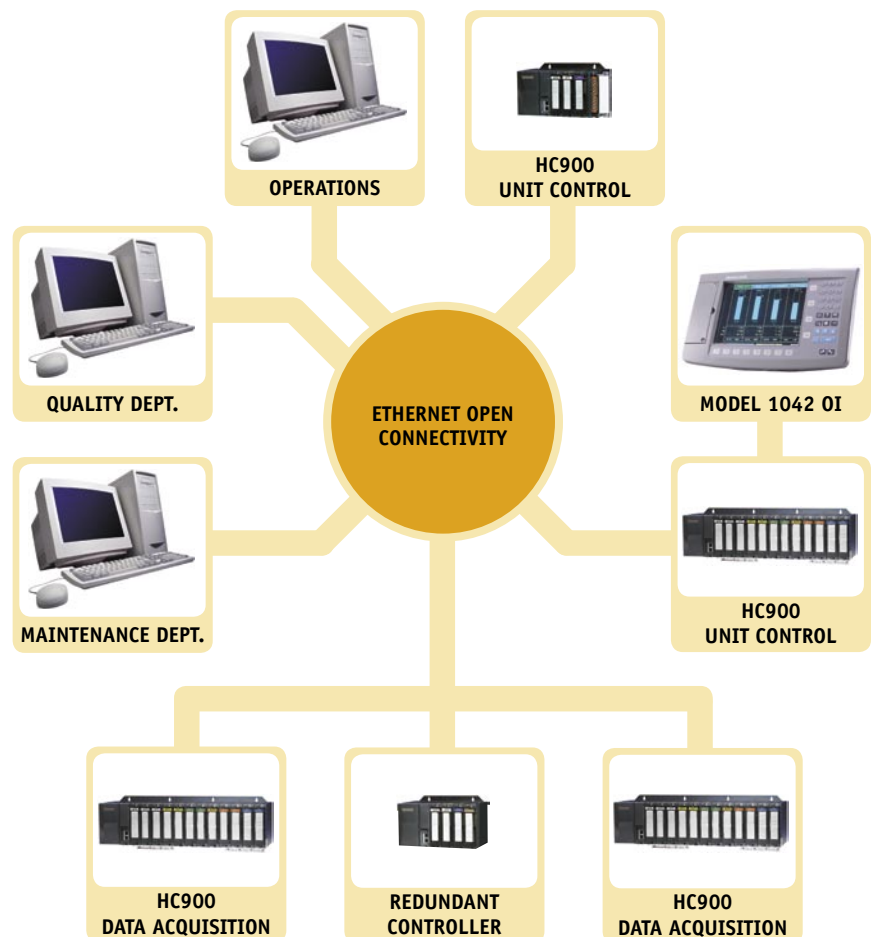 OPERATIONS
HC900
UNIT CONTROL
QUALITY DEPT.
MODEL 1042 OI
ETHERNET OPEN
CONNECTIVITY
MAINTENANCE DEPT.
HC900
UNIT CONTROL
HC900
DATA ACQUISITION
REDUNDANT
CONTROLLER
HC900
DATA ACQUISITION